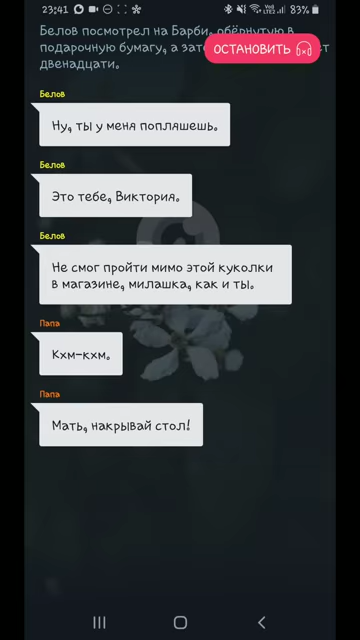 23:41
83%
Белов посмотрел на Барби, обёрнутую в
подарочную бумагу, а
ОСТАНОВИТЬ
двенадцати.
Белов
Ну, ты у меня попляшешь.
Белов
Это тебе, Виктория.
Белов
Не смог пройти мимо этой куколки
в магазине, милашка, как и ты.
Папа
Кхм-кхм.
Папа
Мать, накрывай стол!